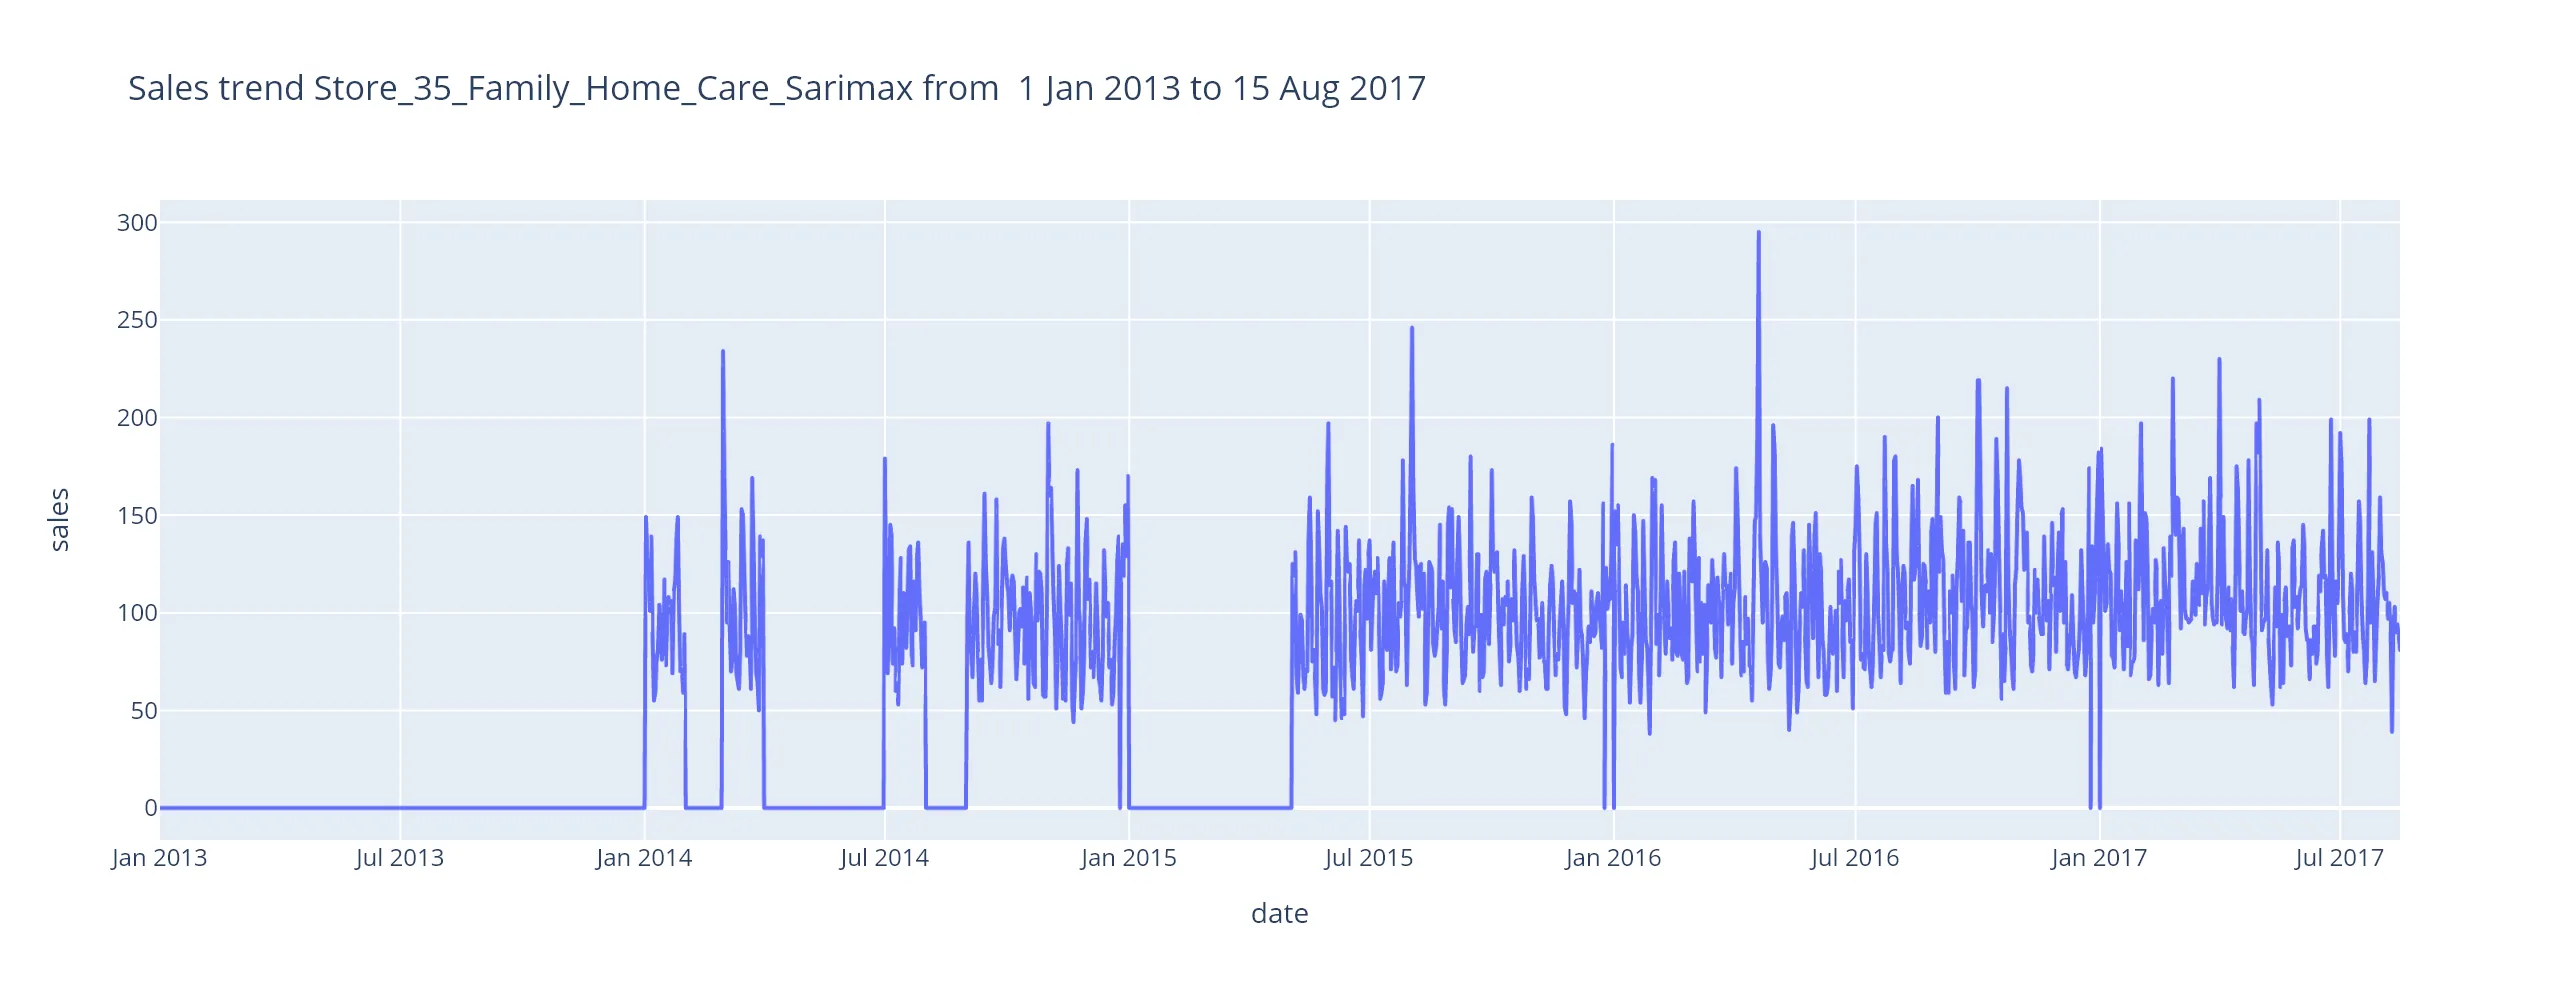 Sales trend Store_35_Family_Home_Care_Sarimax from  1 Jan 2013 to 15 Aug 2017
300
250
200
150
100
50
0
sales
Jan 2013 Jul 2013 Jan 2014 Jul 2014 Jan 2015 Jul 2015 Jan 2016 Jul 2016 Jan 2017 Jul 2017
date